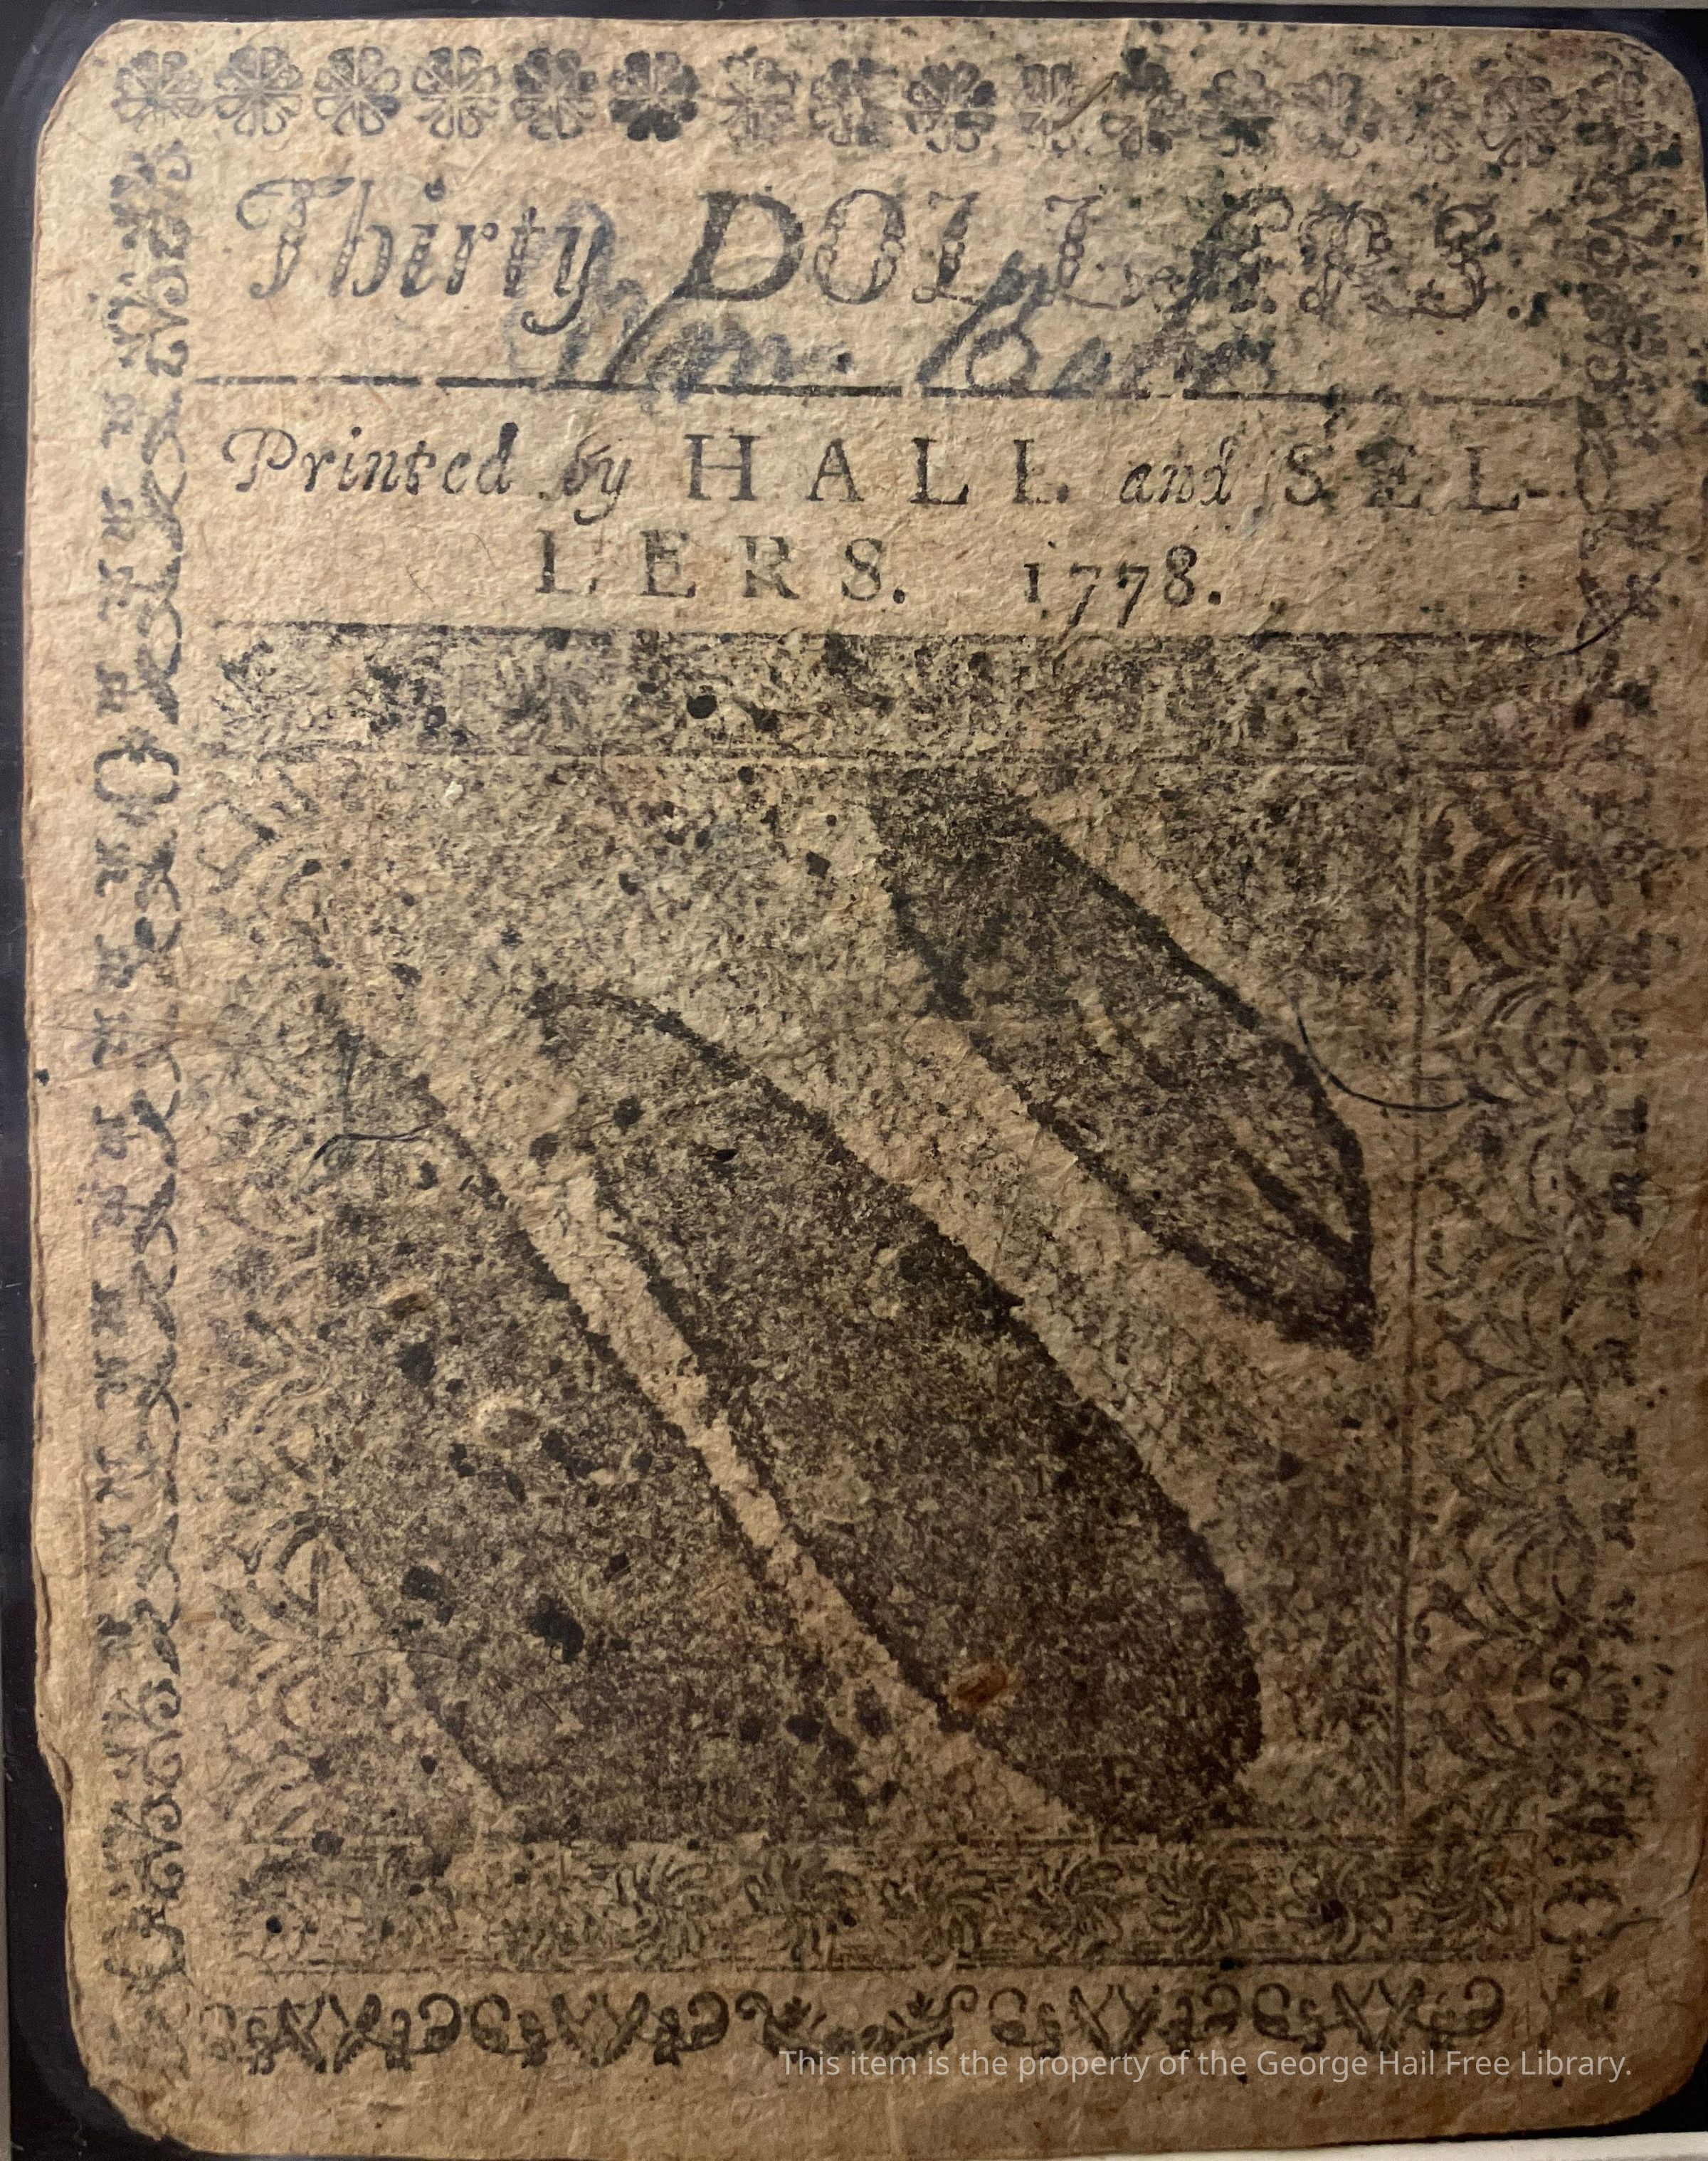 Thirty DOLLARS.
Wm.
Printed by HALL and SEL-
LERS. 1778.
This item is the property of the George Hail Free Library.